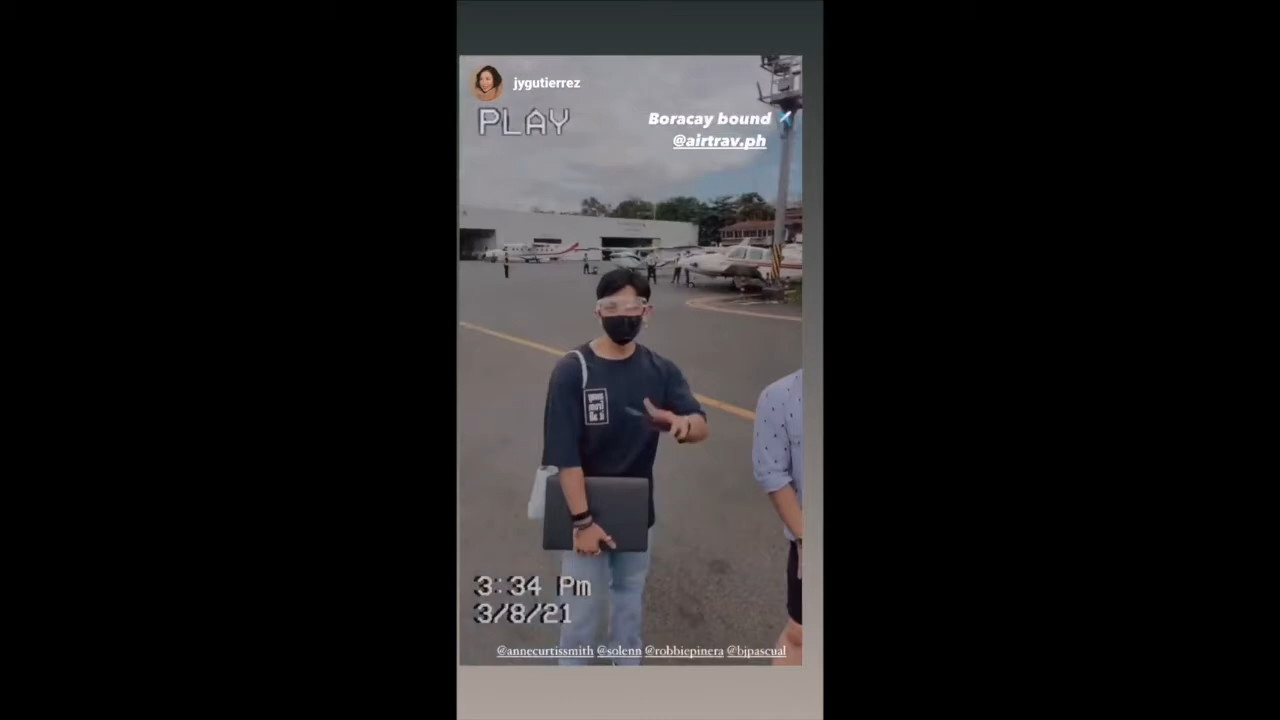 jygutierrez
PLAY
Boracay bound
@airtrav.ph
3:34 Pm
3/8/21
@annecurtissmith @solenn @robbiepinera @bjpascual